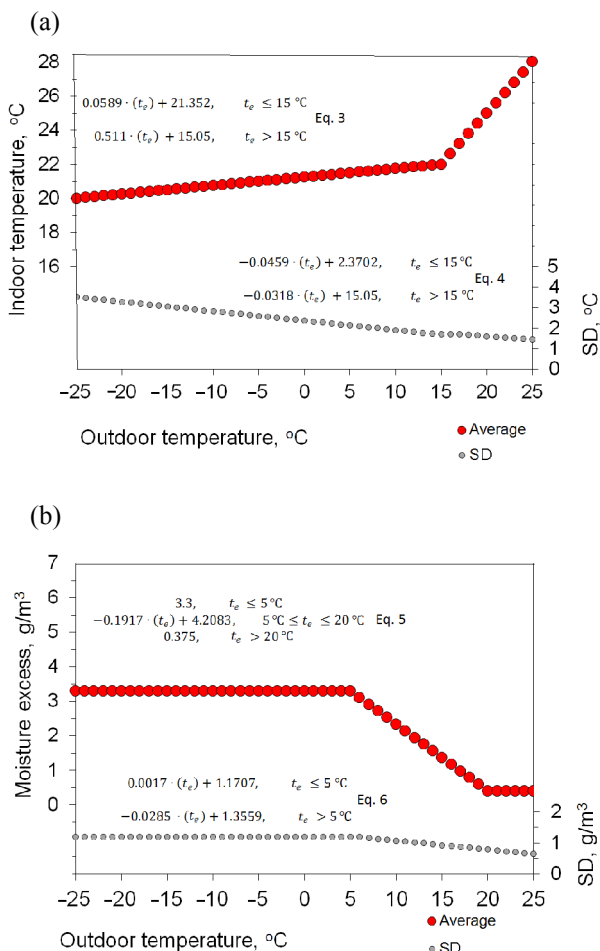 (a)
28
26
24
22
20
18
16
Indoor temperature, °C
0.0589 · (tₑ) + 21.352, tₑ ≤ 15 °C
Eq. 3
0.511 · (tₑ) + 15.05, tₑ > 15 °C
−0.0459 · (tₑ) + 2.3702, tₑ ≤ 15 °C
Eq. 4
−0.0318 · (tₑ) + 15.05, tₑ > 15 °C
5
4
3
2
1
0
SD, °C
−25 −20 −15 −10 −5 0 5 10 15 20 25
Outdoor temperature, °C
Average
SD
(b)
7
6
5
4
3
2
1
0
Moisture excess, g/m³
3.3, tₑ ≤ 5 °C
−0.1917 · (tₑ) + 4.2083, 5 °C ≤ tₑ ≤ 20 °C Eq. 5
0.375, tₑ > 20 °C
0.0017 · (tₑ) + 1.1707, tₑ ≤ 5 °C
Eq. 6
−0.0285 · (tₑ) + 1.3559, tₑ > 5 °C
2
1
0
SD, g/m³
−25 −20 −15 −10 −5 0 5 10 15 20 25
Outdoor temperature, °C
Average
SD